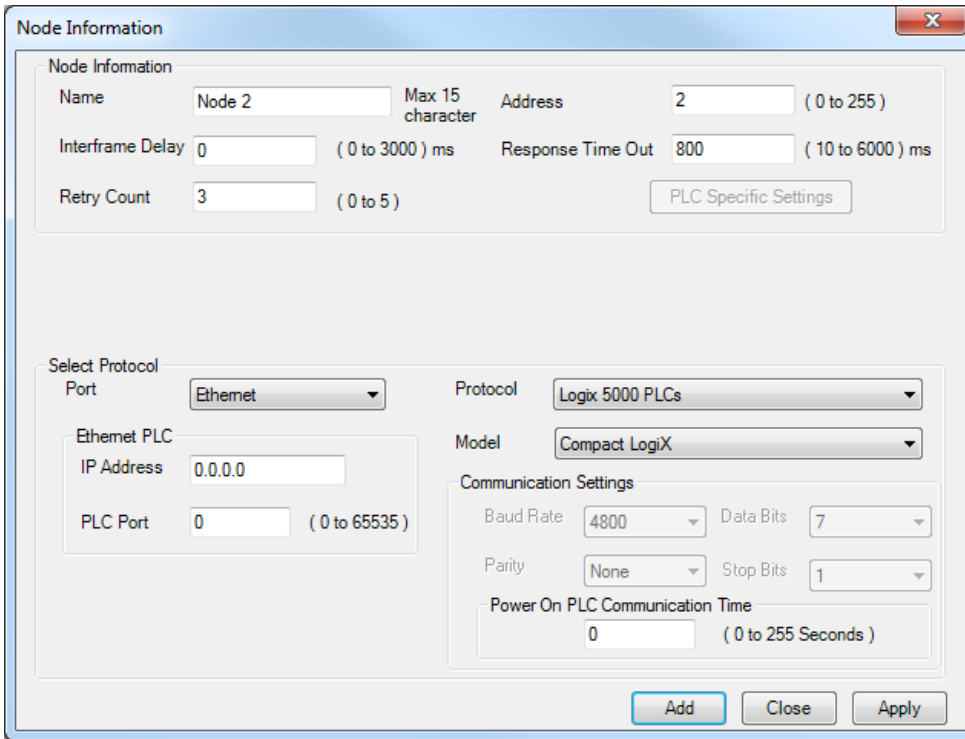 Node Information
Node Information
Name Node 2 Max 15 character Address 2 ( 0 to 255 )
Interframe Delay 0 ( 0 to 3000 ) ms Response Time Out 800 ( 10 to 6000 ) ms
Retry Count 3 ( 0 to 5 ) PLC Specific Settings
Select Protocol
Port Ethernet Protocol Logix 5000 PLCs
Ethernet PLC Model Compact LogiX
IP Address 0.0.0.0 Communication Settings
PLC Port 0 ( 0 to 65535 ) Baud Rate 4800 Data Bits 7
Parity None Stop Bits 1
Power On PLC Communication Time
0 ( 0 to 255 Seconds )
Add Close Apply